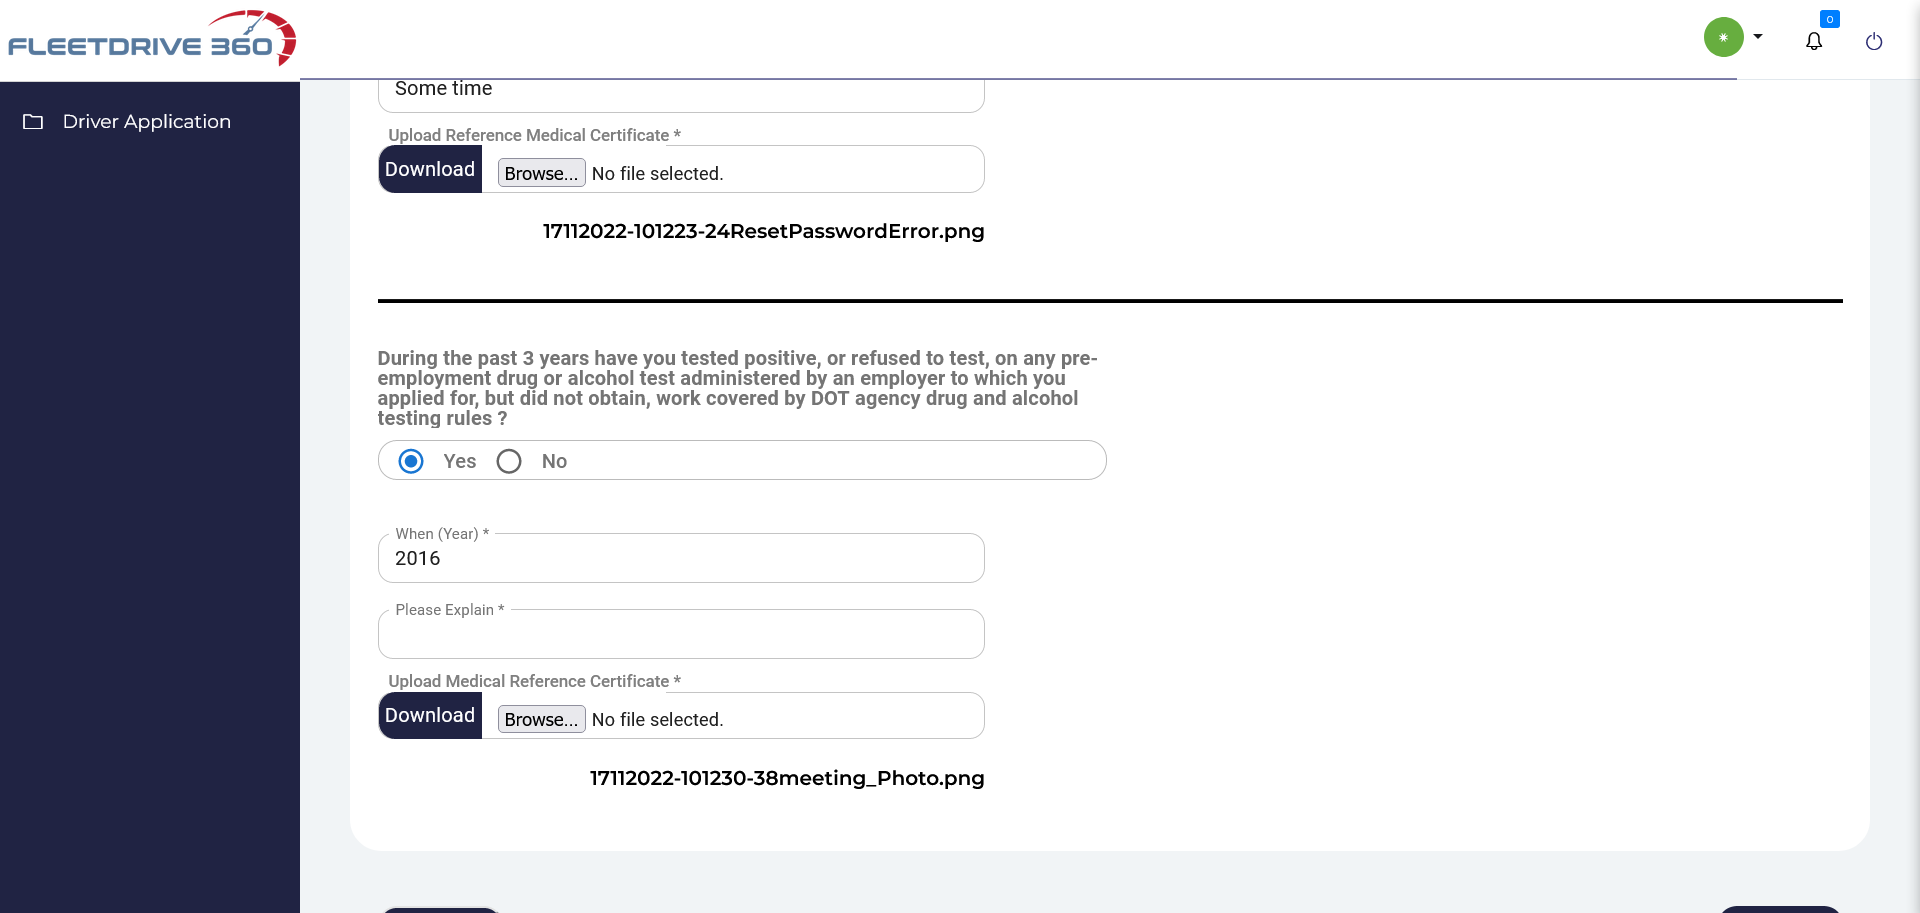 FLEETDRIVE 360
0
Driver Application
Some time
Upload Reference Medical Certificate *
Download
Browse... No file selected.
17112022-101223-24ResetPasswordError.png
During the past 3 years have you tested positive, or refused to test, on any pre-
employment drug or alcohol test administered by an employer to which you
applied for, but did not obtain, work covered by DOT agency drug and alcohol
testing rules ?
Yes No
When (Year) *
2016
Please Explain *
Upload Medical Reference Certificate *
Download
Browse... No file selected.
17112022-101230-38meeting_Photo.png